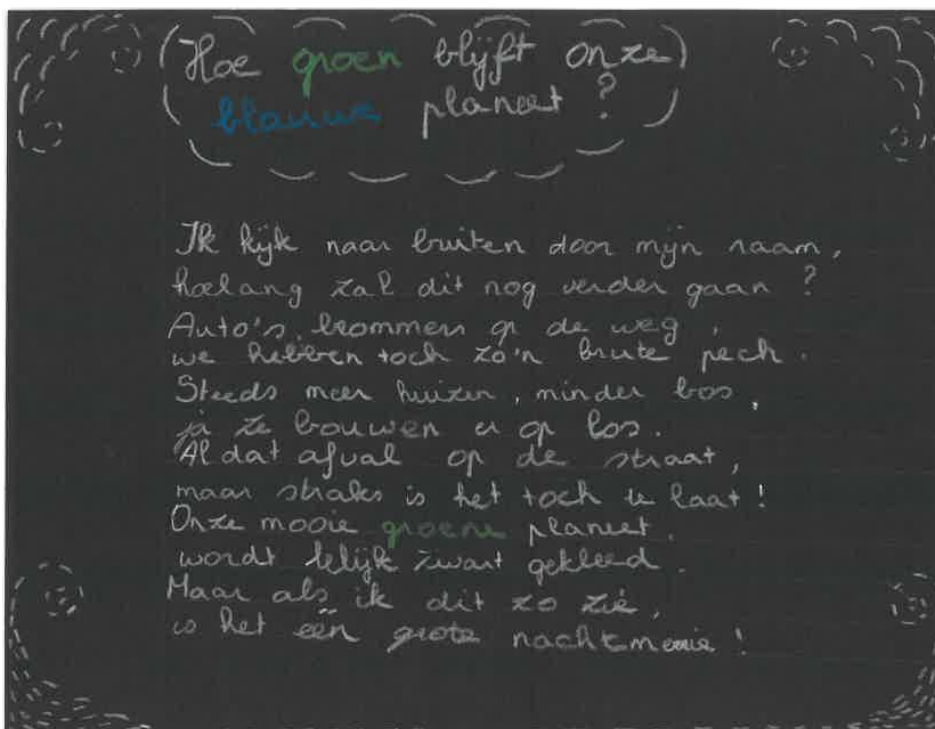 Hoe groen blijft onze
blauwe planeet ?
Ik kijk naar buiten door mijn raam,
hoelang zal dit nog verder gaan ?
Auto's brommen op de weg,
we hebben toch zo'n brute pech.
Steeds meer huizen, minder bos,
ja ze bouwen er op los.
Al dat afval op de straat,
maar straks is het toch te laat !
Onze mooie groene planeet.
wordt lelijk zwart gekleed.
Maar als ik dit zo zie,
is het één grote nachtmerrie !